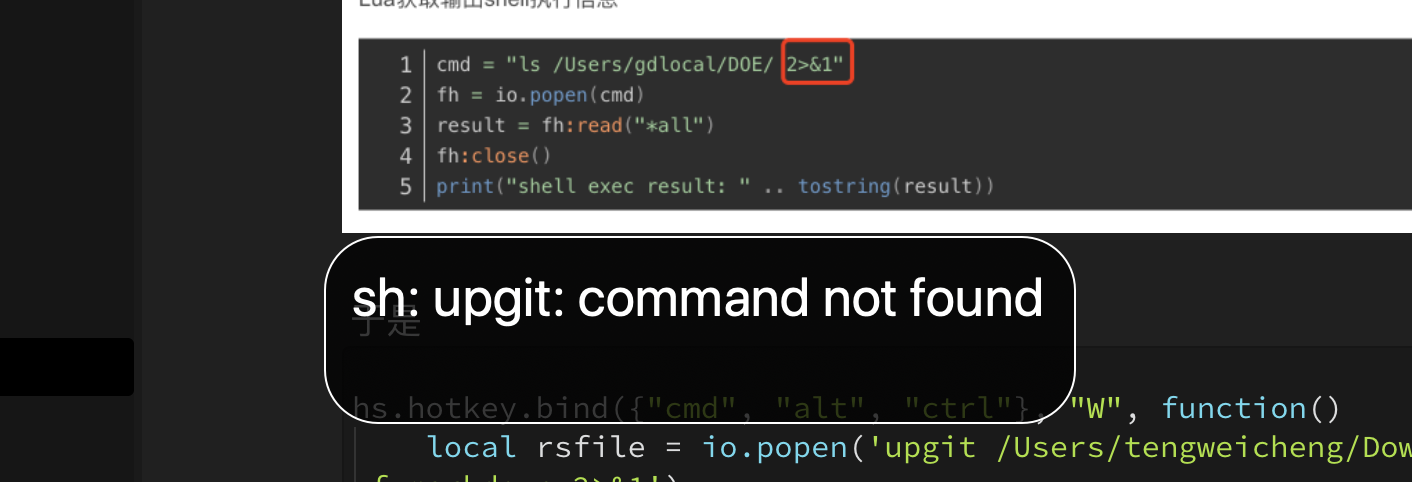 Lua获取输出shell执行信息
1 cmd = "ls /Users/gdlocal/DOE/ 2>&1"
2 fh = io.popen(cmd)
3 result = fh:read("*all")
4 fh:close()
5 print("shell exec result: " .. tostring(result))
sh: upgit: command not found
于是
hs.hotkey.bind({"cmd", "alt", "ctrl"}, "W", function()
local rsfile = io.popen('upgit /Users/tengweicheng/Dow
2>&1')